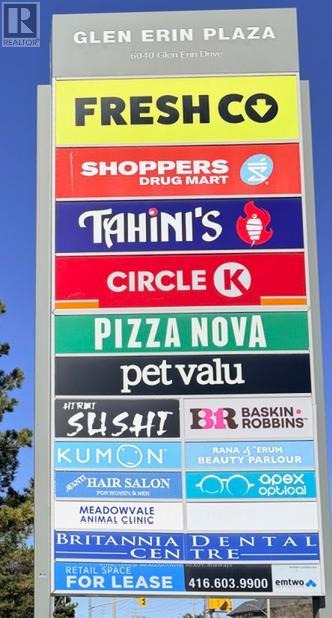 REALTOR®
GLEN ERIN PLAZA
6040 Glen Erin Drive
FRESHCO
SHOPPERS
DRUG MART
TAHINI'S
CIRCLE K
PIZZA NOVA
pet valu
SUSHI
BR BASKIN ROBBINS
KUMON
RANA & ERUM
BEAUTY PARLOUR
AVANTI HAIR SALON
FOR WOMEN & MEN
apex
optical
MEADOWVALE
ANIMAL CLINIC
BRITANNIA DENTAL
CENTRE
RETAIL SPACE
FOR LEASE
416.603.9900
emtwo